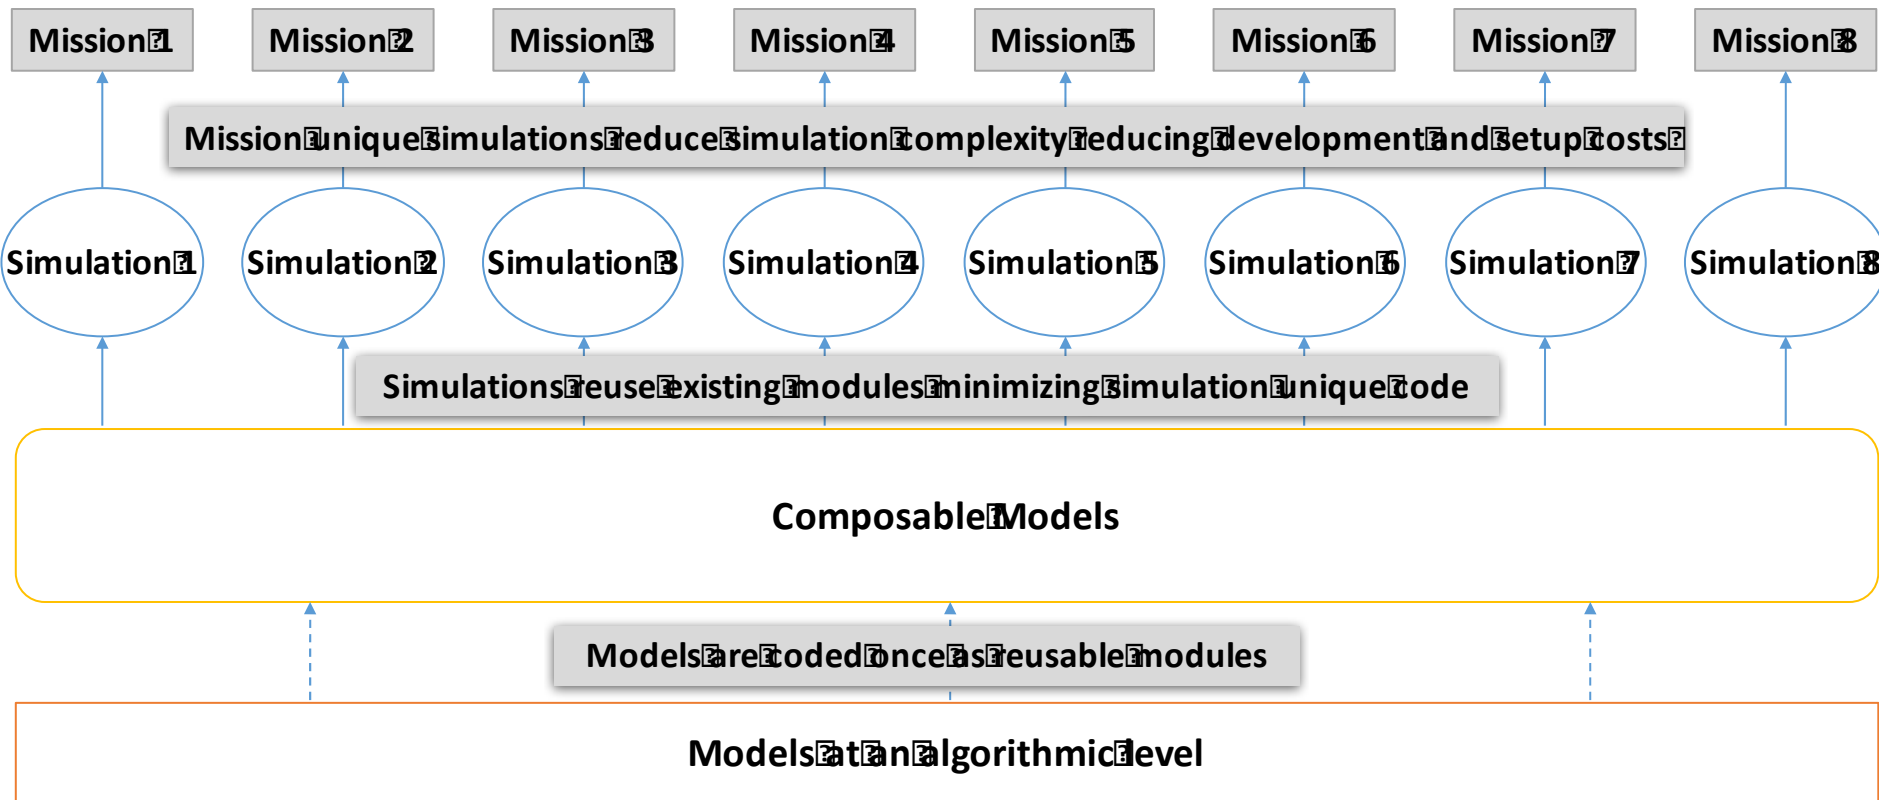 Mission 1
Mission 2
Mission 3
Mission 4
Mission 5
Mission 6
Mission 7
Mission 8
Mission unique simulations reduce simulation complexity reducing development and setup costs
Simulation 1
Simulation 2
Simulation 3
Simulation 4
Simulation 5
Simulation 6
Simulation 7
Simulation 8
Simulations reuse existing modules minimizing simulation unique code
Composable Models
Models are coded once as reusable modules
Models at an algorithmic level